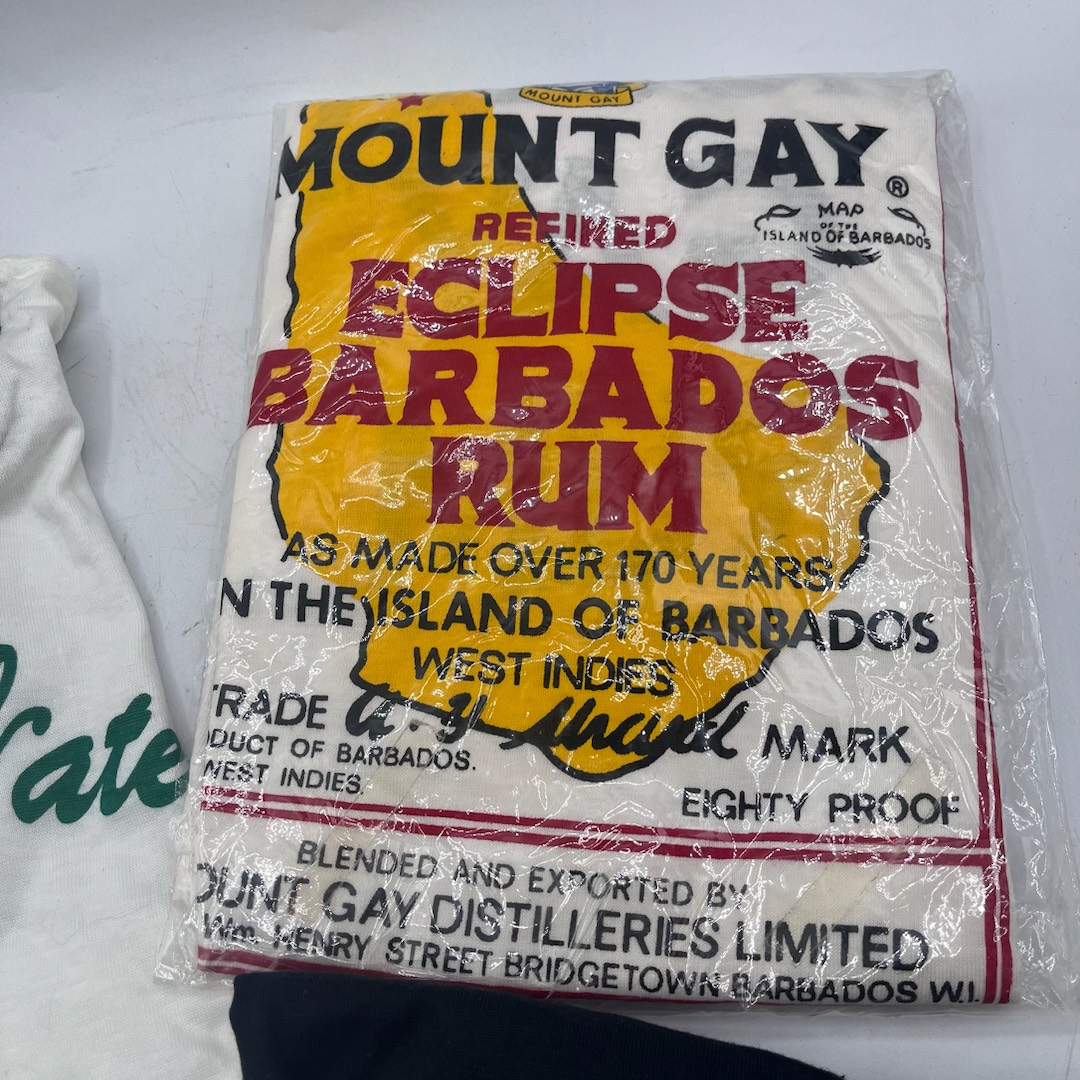 MOUNT GAY
MOUNT GAY ®
MAP
OF THE
ISLAND OF BARBADOS
REFINED
ECLIPSE
BARBADOS
RUM
AS MADE OVER 170 YEARS
N THE ISLAND OF BARBADOS
WEST INDIES
TRADE A.Y Ward MARK
DUCT OF BARBADOS.
WEST INDIES.
EIGHTY PROOF
BLENDED AND EXPORTED BY
OUNT GAY DISTILLERIES LIMITED
Wm HENRY STREET BRIDGETOWN BARBADOS W.I.
ate